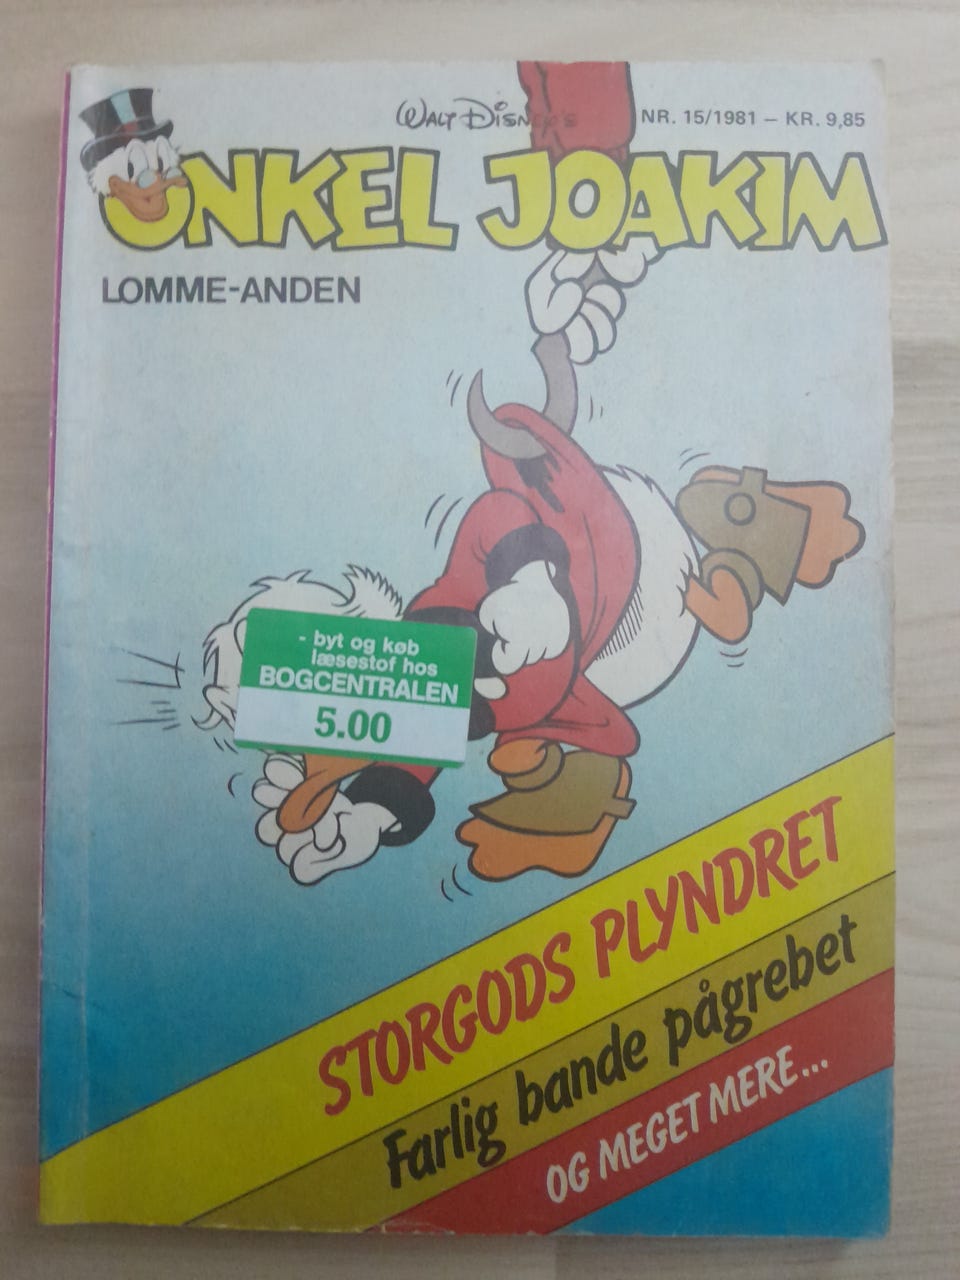 WALT DISNEY'S
NR. 15/1981 – KR. 9,85
ONKEL JOAKIM
LOMME-ANDEN
- byt og køb
læsestof hos
BOGCENTRALEN
5.00
STORGODS PLYNDRET
Farlig bande pågrebet
OG MEGET MERE...